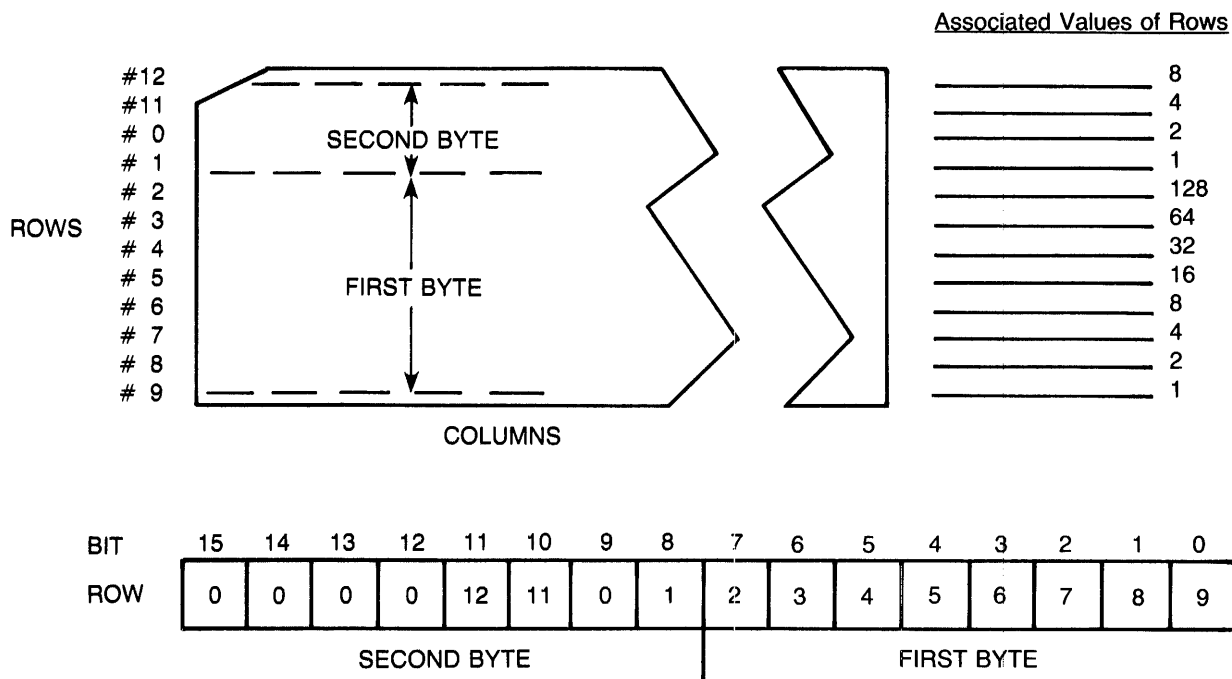 Associated Values of Rows
#12 8
#11 4
# 0 2
# 1 1
# 2 128
# 3 64
# 4 32
# 5 16
# 6 8
# 7 4
# 8 2
# 9 1
ROWS
SECOND BYTE
FIRST BYTE
COLUMNS
BIT 15 14 13 12 11 10 9 8 7 6 5 4 3 2 1 0
ROW 0 0 0 0 12 11 0 1 2 3 4 5 6 7 8 9
SECOND BYTE FIRST BYTE